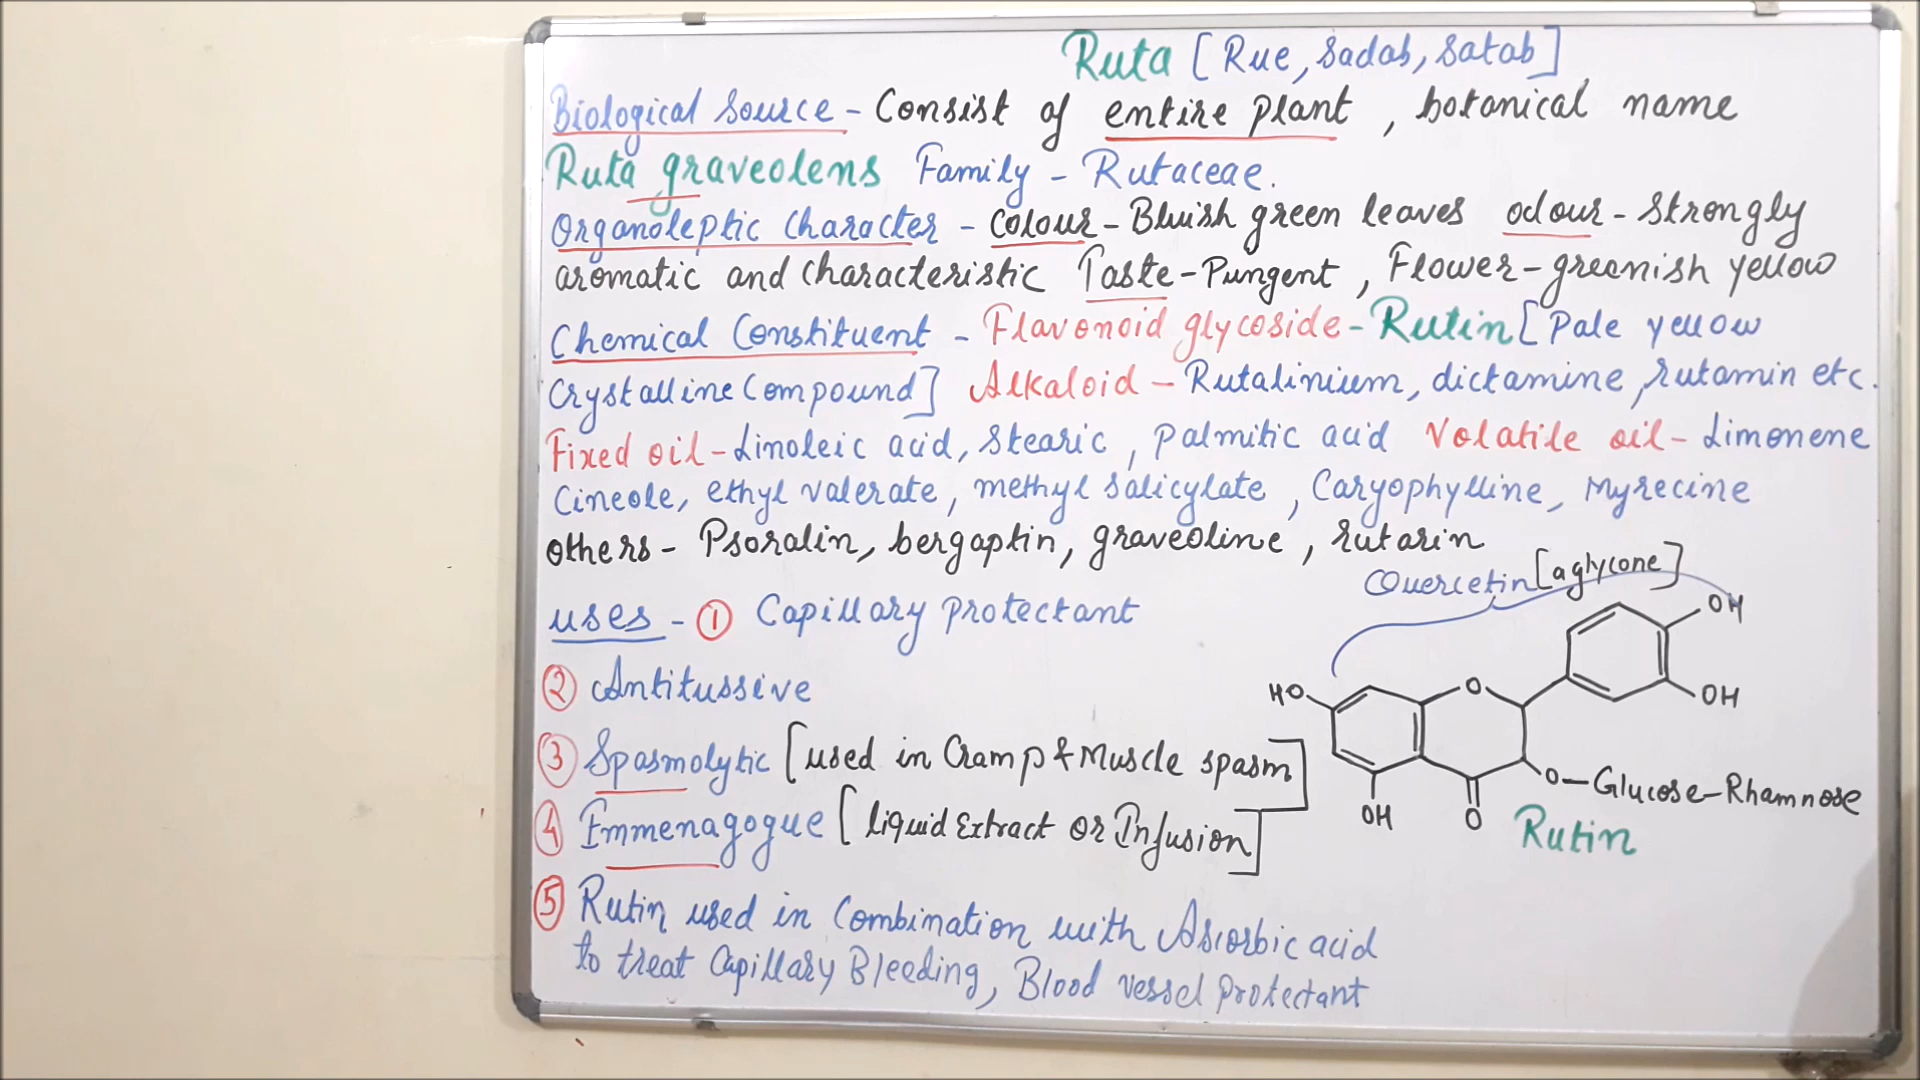 Ruta [Rue, Sadab, Satab]
Biological Source - Consist of entire plant , botanical name
Ruta graveolens Family - Rutaceae.
Organoleptic Character - Colour - Bluish green leaves odour - Strongly
aromatic and Characteristic Taste - Pungent , Flower - greenish yellow
Chemical Constituent - Flavonoid glycoside - Rutin [Pale yellow
Crystalline Compound] Alkaloid - Rutalinium, dictamine, rutamin etc.
Fixed oil - Linoleic acid, Stearic , Palmitic acid Volatile oil - Limonene
Cineole, ethyl valerate, methyl salicylate , Caryophylline, Myrecine
others - Psoralin, bergaptin, graveoline , rutarin
Quercetin [aglycone]
uses - ① Capillary protectant
② Antitussive
③ Spasmolytic [used in Cramp & Muscle spasm]
④ Emmenagogue [liquid Extract or Infusion]
⑤ Rutin used in Combination with Ascorbic acid
to treat Capillary Bleeding, Blood vessel protectant
OH
HO O OH
O - Glucose - Rhamnose
OH O
Rutin